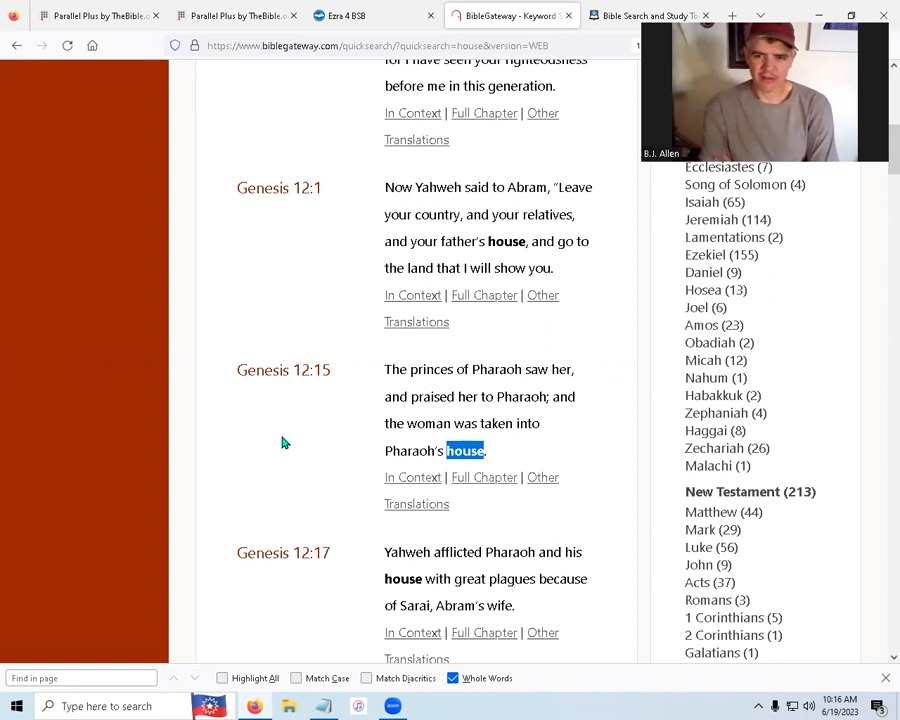 Parallel Plus by TheBible.o
Parallel Plus by TheBible.or
Ezra 4 BSB
BibleGateway - Keyword S
Bible Search and Study To
https://www.biblegateway.com/quicksearch/?quicksearch=house&version=WEB
B.J. Allen
for I have seen your righteousness
before me in this generation.
In Context | Full Chapter | Other
Translations
Genesis 12:1
Now Yahweh said to Abram, “Leave
your country, and your relatives,
and your father’s house, and go to
the land that I will show you.
In Context | Full Chapter | Other
Translations
Genesis 12:15
The princes of Pharaoh saw her,
and praised her to Pharaoh; and
the woman was taken into
Pharaoh’s house.
In Context | Full Chapter | Other
Translations
Genesis 12:17
Yahweh afflicted Pharaoh and his
house with great plagues because
of Sarai, Abram’s wife.
In Context | Full Chapter | Other
Translations
Ecclesiastes (7)
Song of Solomon (4)
Isaiah (65)
Jeremiah (114)
Lamentations (2)
Ezekiel (155)
Daniel (9)
Hosea (13)
Joel (6)
Amos (23)
Obadiah (2)
Micah (12)
Nahum (1)
Habakkuk (2)
Zephaniah (4)
Haggai (8)
Zechariah (26)
Malachi (1)
New Testament (213)
Matthew (44)
Mark (29)
Luke (56)
John (9)
Acts (37)
Romans (3)
1 Corinthians (5)
2 Corinthians (1)
Galatians (1)
Find in page
Highlight All
Match Case
Match Diacritics
Whole Words
Type here to search
zoom
10:16 AM
6/19/2023
3